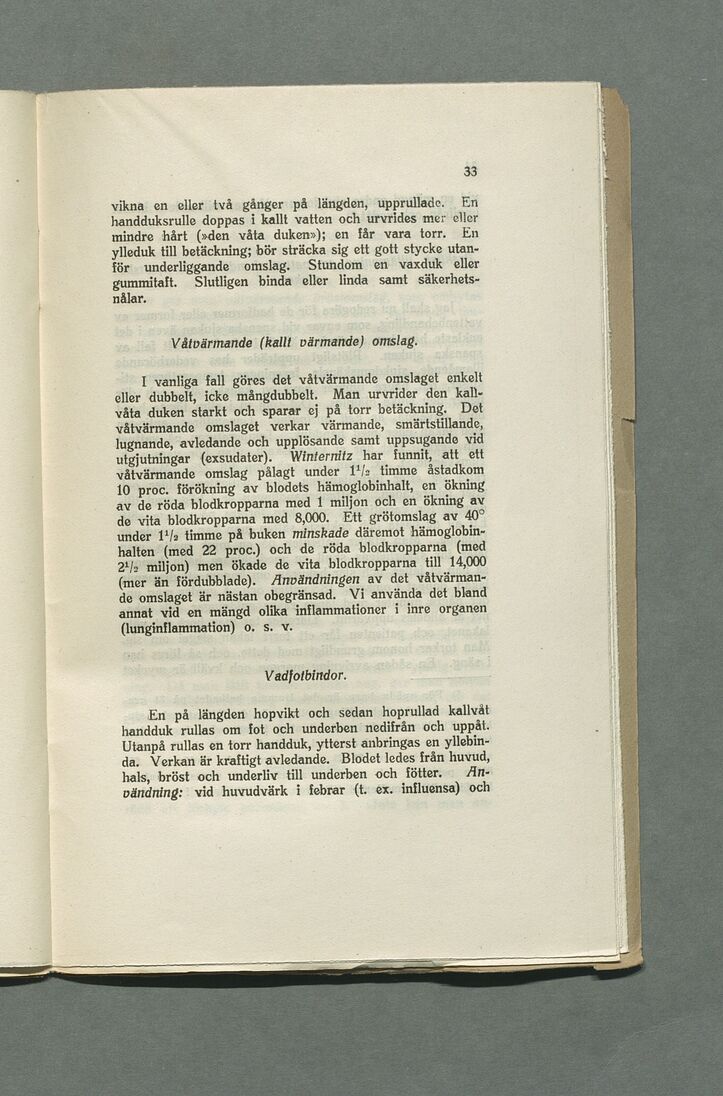 33
vikna en eller två gånger på längden, upprullade. En
handduksrulle doppas i kallt vatten och urvrides mer eller
mindre hårt (»den våta duken»); en får vara torr. En
ylleduk till betäckning; bör sträcka sig ett gott stycke utan-
för underliggande omslag. Stundom en vaxduk eller
gummitaft. Slutligen binda eller linda samt säkerhets-
nålar.
Våtvärmande (kallt värmande) omslag.
I vanliga fall göres det våtvärmande omslaget enkelt
eller dubbelt, icke mångdubbelt. Man urvrider den kall-
våta duken starkt och sparar ej på torr betäckning. Det
våtvärmande omslaget verkar värmande, smärtstillande,
lugnande, avledande och upplösande samt uppsugande vid
utgjutningar (exsudater). Winternitz har funnit, att ett
våtvärmande omslag pålagt under 1¹/₂ timme åstadkom
10 proc. förökning av blodets hämoglobinhalt, en ökning
av de röda blodkropparna med 1 miljon och en ökning av
de vita blodkropparna med 8,000. Ett grötomslag av 40°
under 1¹/₂ timme på buken minskade däremot hämoglobin-
halten (med 22 proc.) och de röda blodkropparna (med
2¹/₂ miljon) men ökade de vita blodkropparna till 14,000
(mer än fördubblade). Användningen av det våtvärman-
de omslaget är nästan obegränsad. Vi använda det bland
annat vid en mängd olika inflammationer i inre organen
(lunginflammation) o. s. v.
Vadfotbindor.
En på längden hopvikt och sedan hoprullad kallvåt
handduk rullas om fot och underben nedifrån och uppåt.
Utanpå rullas en torr handduk, ytterst anbringas en yllebin-
da. Verkan är kraftigt avledande. Blodet ledes från huvud,
hals, bröst och underliv till underben och fötter. An-
vändning: vid huvudvärk i febrar (t. ex. influensa) och